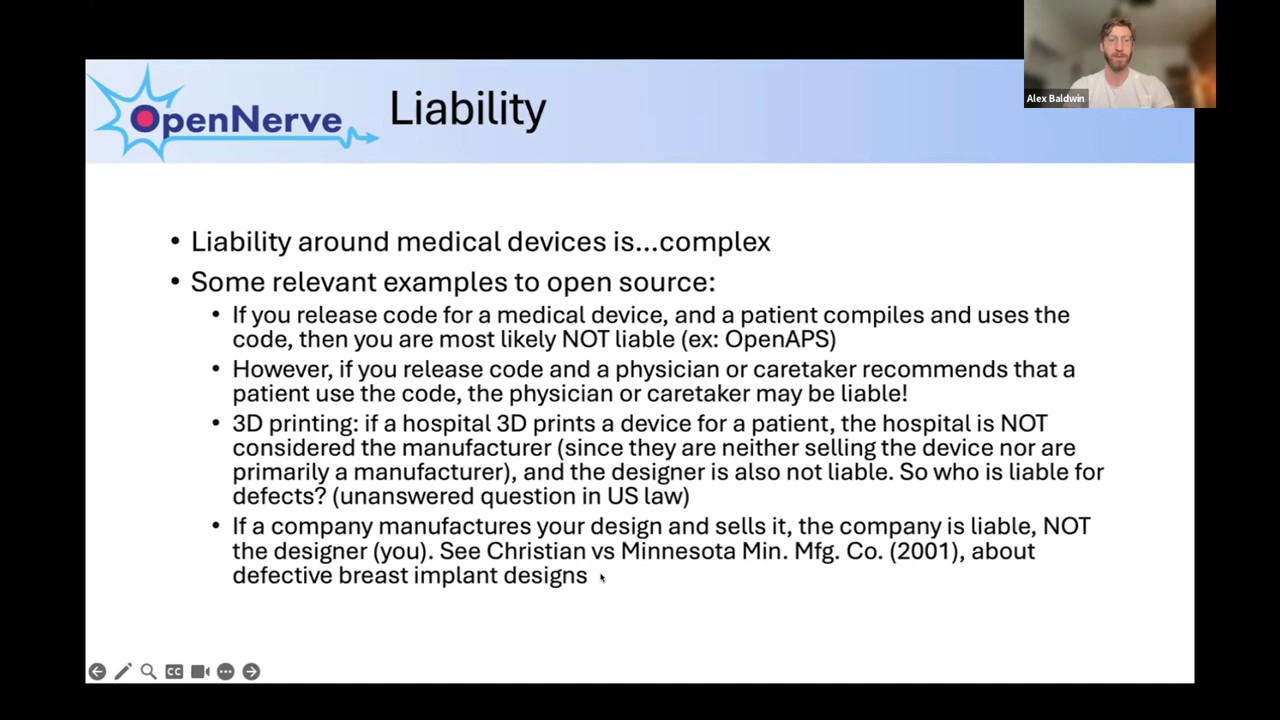 OpenNerve
Liability
Alex Baldwin
• Liability around medical devices is...complex
• Some relevant examples to open source:
• If you release code for a medical device, and a patient compiles and uses the
code, then you are most likely NOT liable (ex: OpenAPS)
• However, if you release code and a physician or caretaker recommends that a
patient use the code, the physician or caretaker may be liable!
• 3D printing: if a hospital 3D prints a device for a patient, the hospital is NOT
considered the manufacturer (since they are neither selling the device nor are
primarily a manufacturer), and the designer is also not liable. So who is liable for
defects? (unanswered question in US law)
• If a company manufactures your design and sells it, the company is liable, NOT
the designer (you). See Christian vs Minnesota Min. Mfg. Co. (2001), about
defective breast implant designs
CC